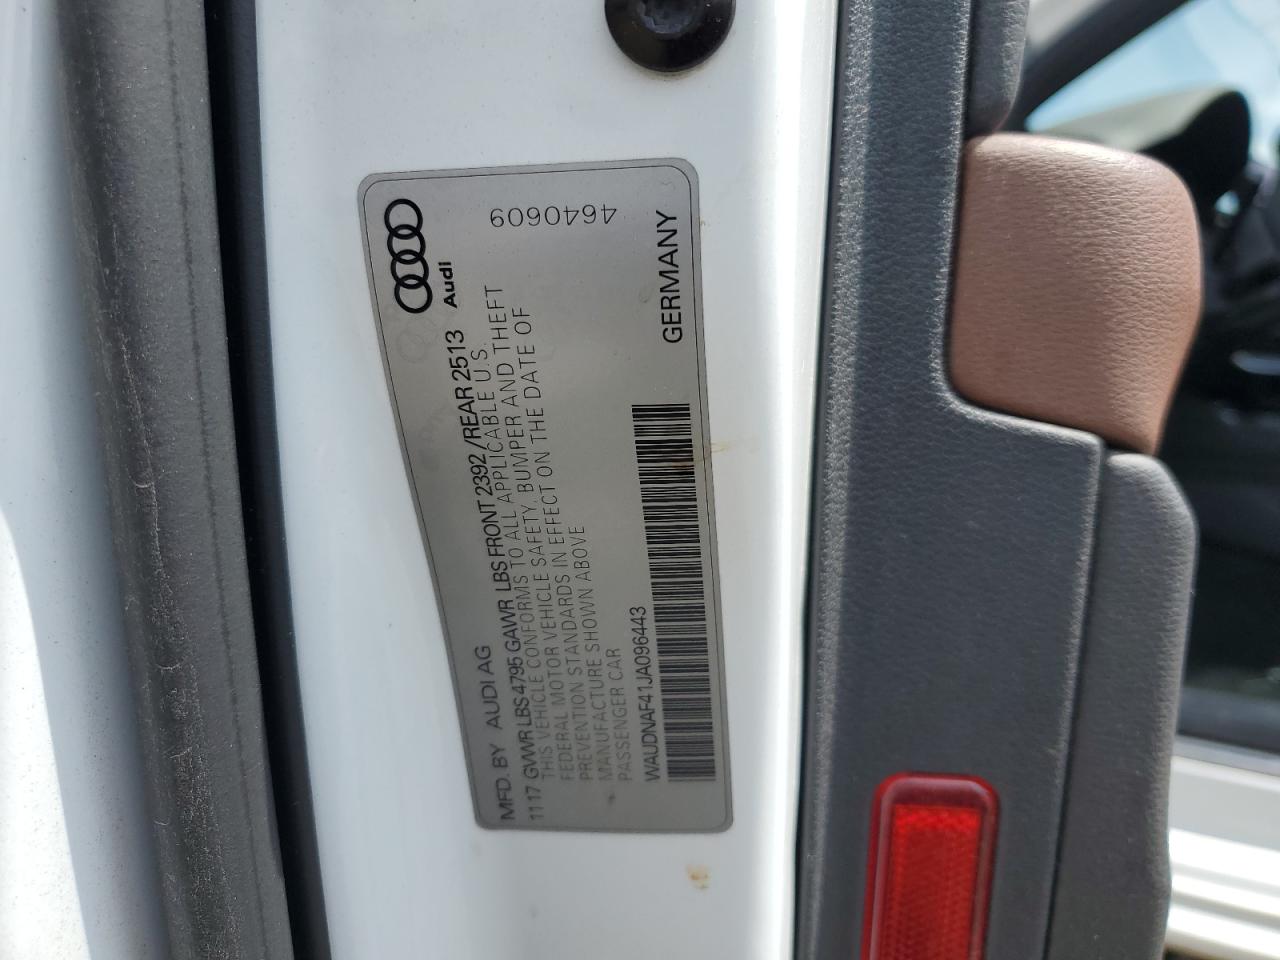 MFD. BY AUDI AG
Audi
1117 GVWR LBS 4795 GAWR LBS FRONT 2392 /REAR 2513
THIS VEHICLE CONFORMS TO ALL APPLICABLE U.S.
FEDERAL MOTOR VEHICLE SAFETY, BUMPER AND THEFT
PREVENTION STANDARDS IN EFFECT ON THE DATE OF
MANUFACTURE SHOWN ABOVE
PASSENGER CAR
WAUDNAF41JA096443
GERMANY
4640609